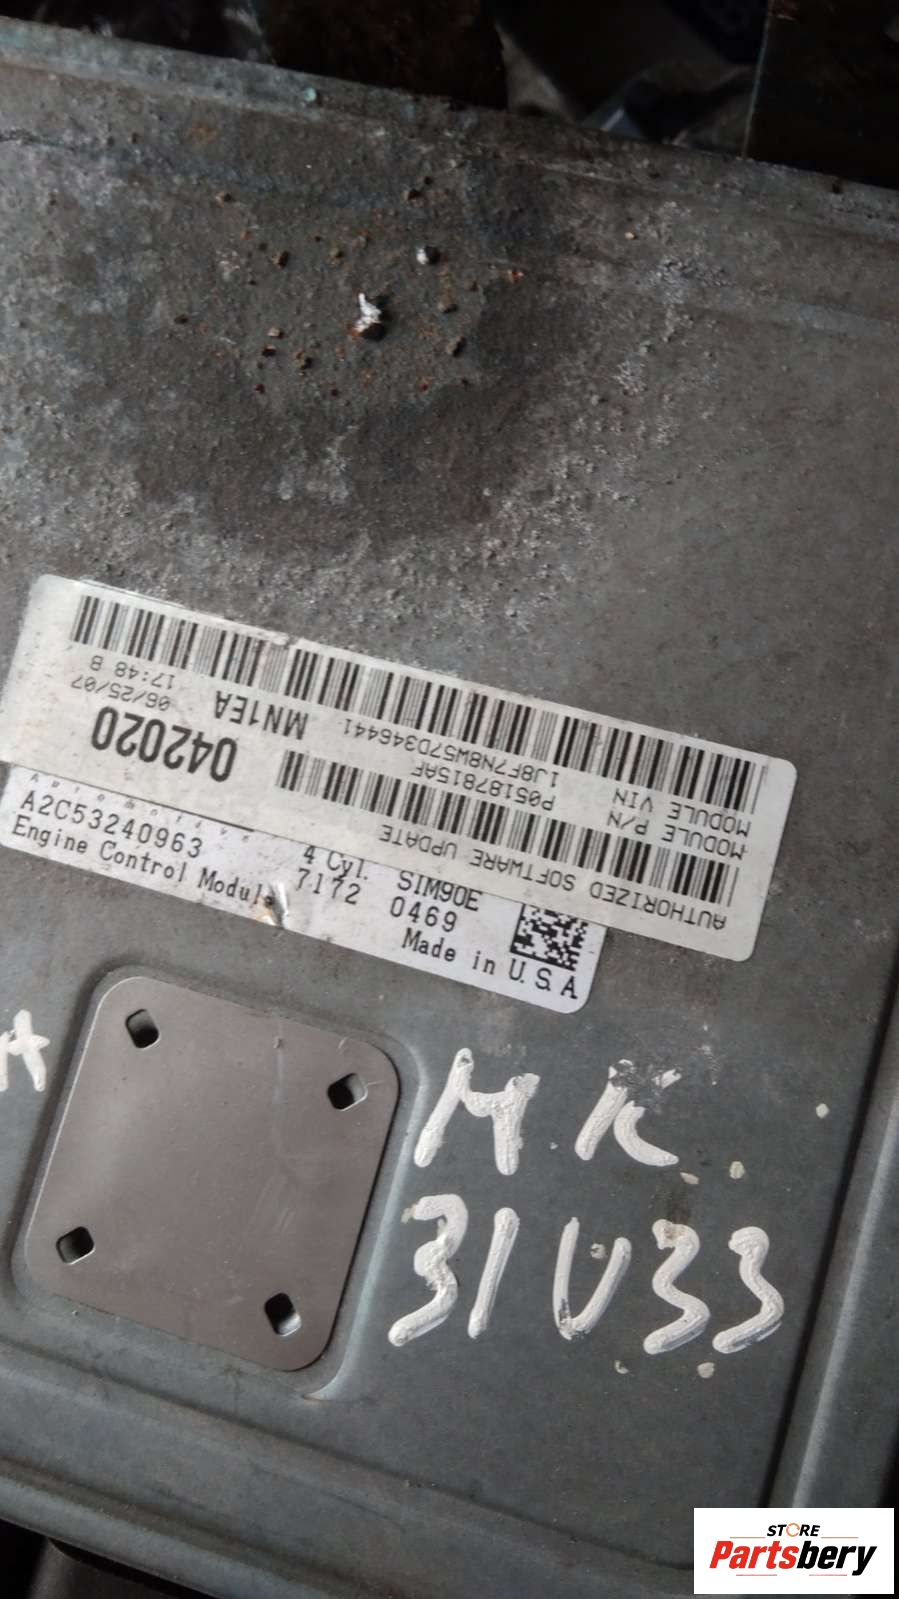 AUTHORIZED SOFTWARE UPDATE
MODULE P/N P05187815AF
MODULE VIN 1J8F7N8W57D346441
042020
MN1EA
06/25/07
17:48 B
A2C53240963 4 Cyl. SIM90E
Engine Control Module 7172 0469
Made in U.S.A
A
MK
31U33
STORE
Partsbery